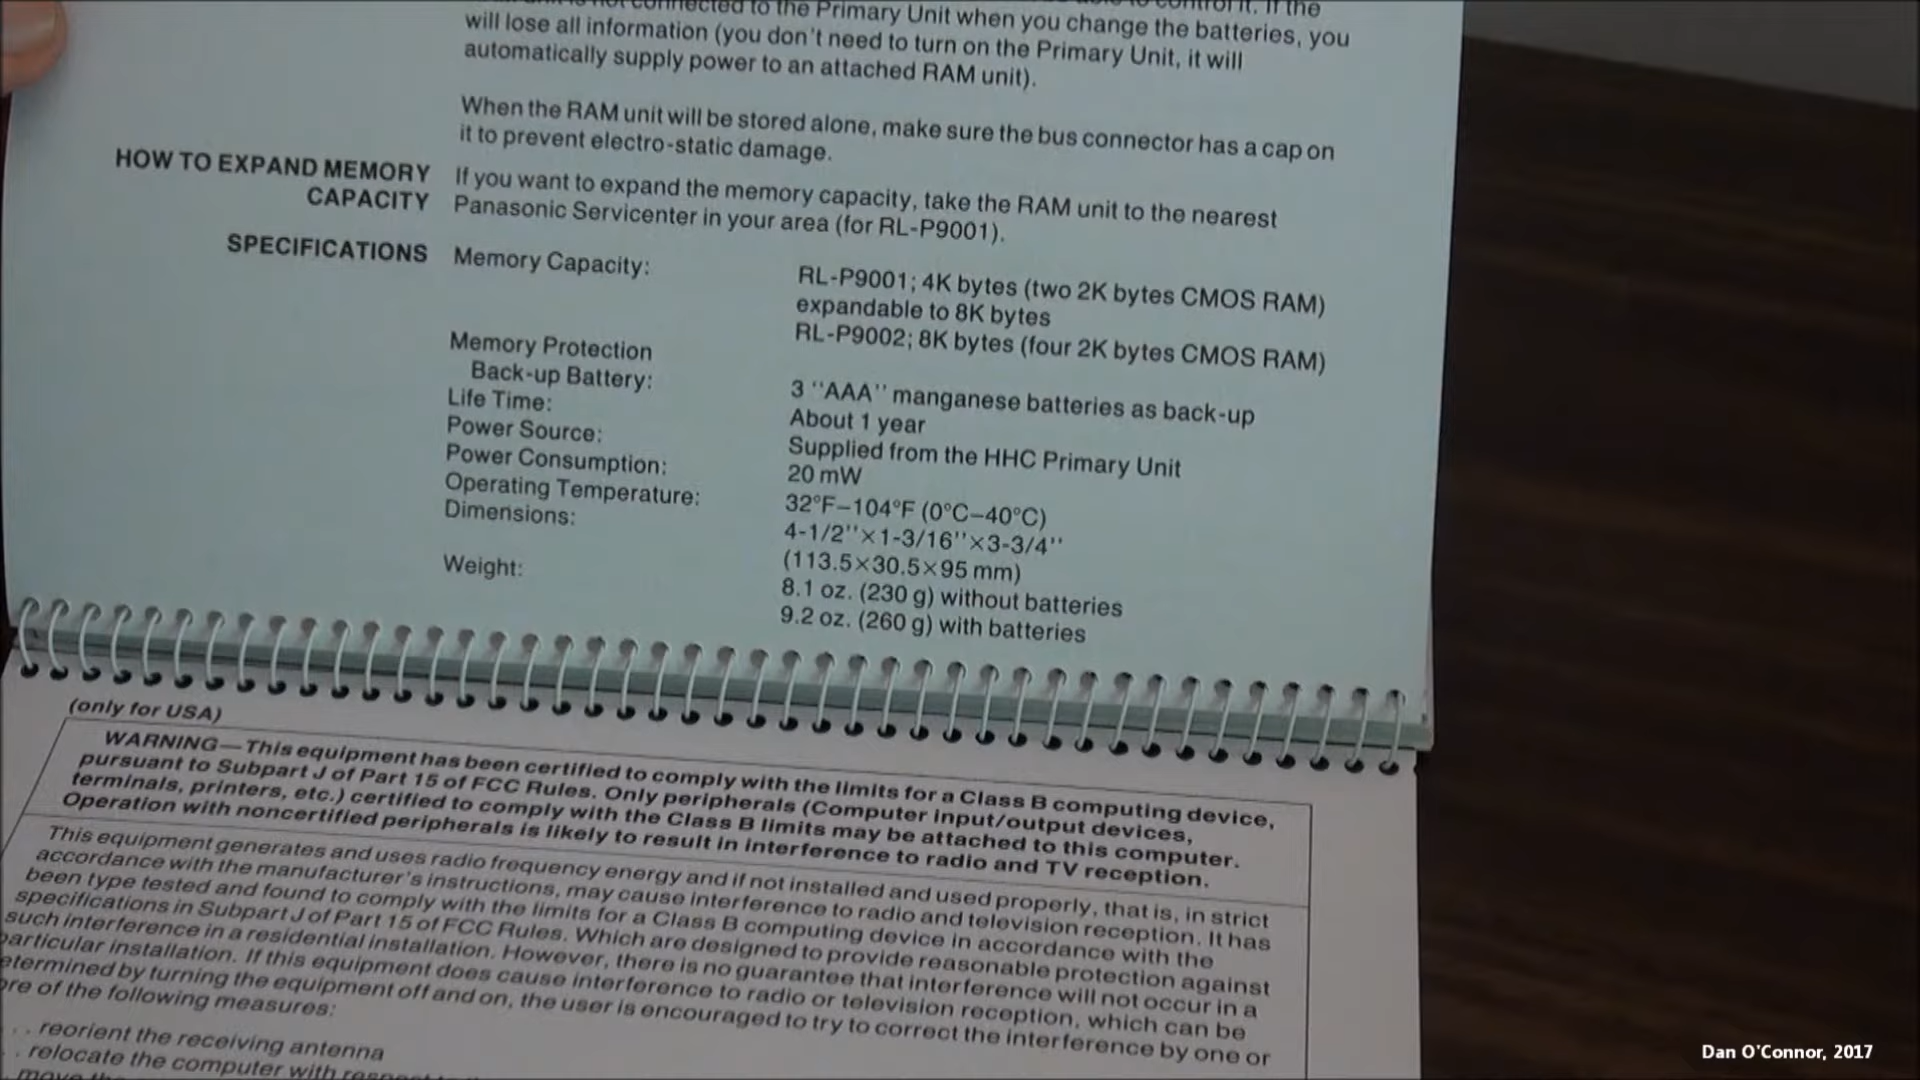 not connected to the Primary Unit when you change the batteries, you
will lose all information (you don't need to turn on the Primary Unit, it will
automatically supply power to an attached RAM unit).
When the RAM unit will be stored alone, make sure the bus connector has a cap on
it to prevent electro-static damage.
HOW TO EXPAND MEMORY
CAPACITY
If you want to expand the memory capacity, take the RAM unit to the nearest
Panasonic Servicenter in your area (for RL-P9001).
SPECIFICATIONS
Memory Capacity:
RL-P9001; 4K bytes (two 2K bytes CMOS RAM)
expandable to 8K bytes
RL-P9002; 8K bytes (four 2K bytes CMOS RAM)
Memory Protection
Back-up Battery:
3 ''AAA'' manganese batteries as back-up
Life Time:
About 1 year
Power Source:
Supplied from the HHC Primary Unit
Power Consumption:
20 mW
Operating Temperature:
32°F–104°F (0°C–40°C)
Dimensions:
4-1/2''×1-3/16''×3-3/4''
(113.5×30.5×95 mm)
Weight:
8.1 oz. (230 g) without batteries
9.2 oz. (260 g) with batteries
(only for USA)
WARNING—This equipment has been certified to comply with the limits for a Class B computing device,
pursuant to Subpart J of Part 15 of FCC Rules. Only peripherals (Computer input/output devices,
terminals, printers, etc.) certified to comply with the Class B limits may be attached to this computer.
Operation with noncertified peripherals is likely to result in interference to radio and TV reception.
This equipment generates and uses radio frequency energy and if not installed and used properly, that is, in strict
accordance with the manufacturer's instructions, may cause interference to radio and television reception. It has
been type tested and found to comply with the limits for a Class B computing device in accordance with the
specifications in Subpart J of Part 15 of FCC Rules. Which are designed to provide reasonable protection against
such interference in a residential installation. However, there is no guarantee that interference will not occur in a
particular installation. If this equipment does cause interference to radio or television reception, which can be
etermined by turning the equipment off and on, the user is encouraged to try to correct the interference by one or
ore of the following measures:
. . . reorient the receiving antenna
. . relocate the computer with respect
Dan O'Connor, 2017